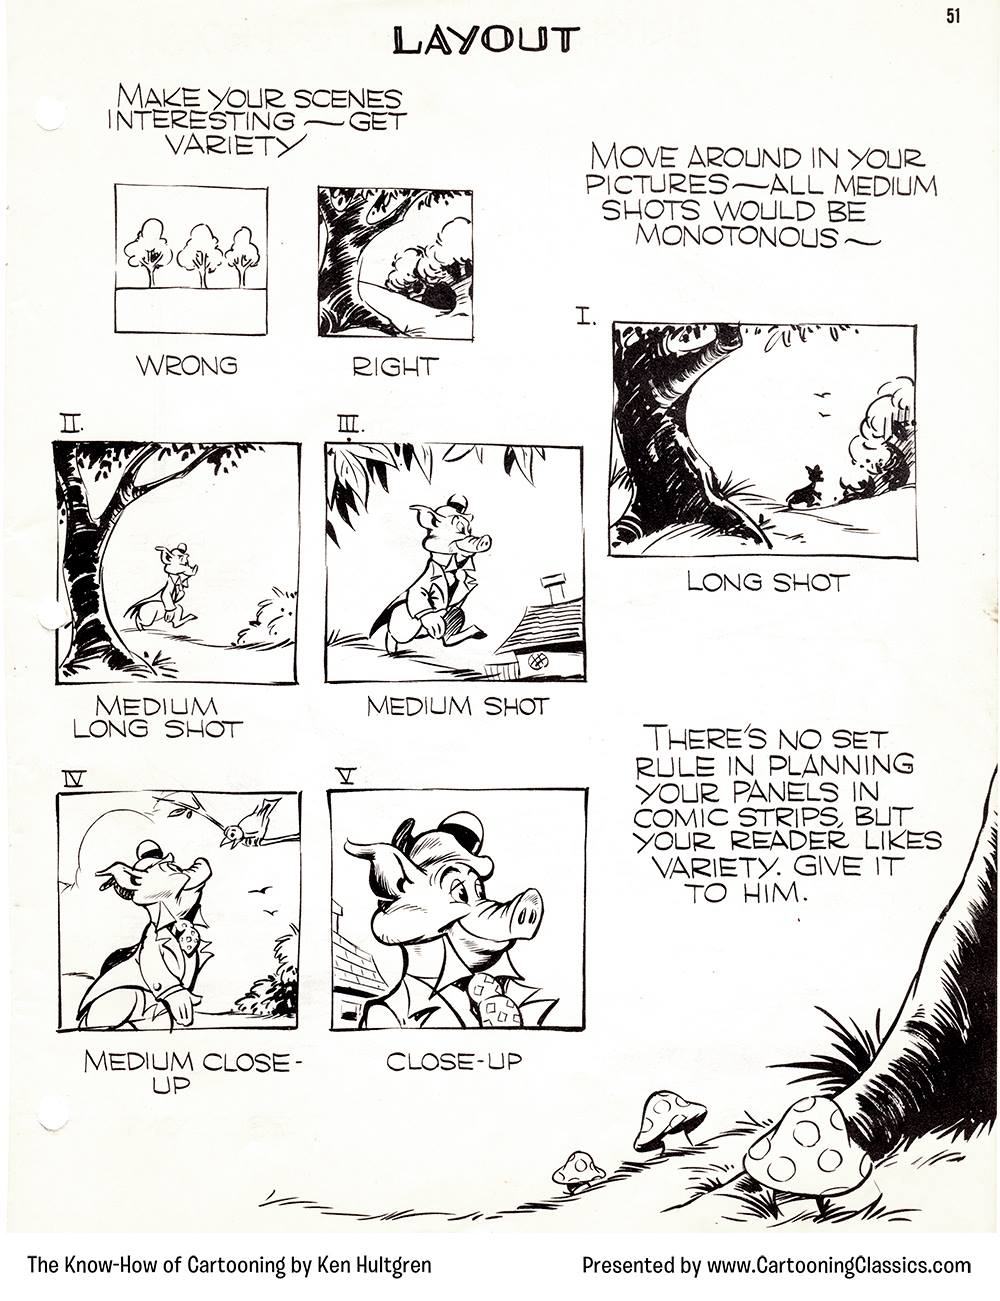 51
LAYOUT
MAKE YOUR SCENES
INTERESTING — GET
VARIETY
MOVE AROUND IN YOUR
PICTURES — ALL MEDIUM
SHOTS WOULD BE
MONOTONOUS ~
WRONG
RIGHT
I.
LONG SHOT
II.
MEDIUM
LONG SHOT
III.
MEDIUM SHOT
IV
MEDIUM CLOSE-
UP
V
CLOSE-UP
THERE'S NO SET
RULE IN PLANNING
YOUR PANELS IN
COMIC STRIPS, BUT
YOUR READER LIKES
VARIETY. GIVE IT
TO HIM.
The Know-How of Cartooning by Ken Hultgren
Presented by www.CartooningClassics.com